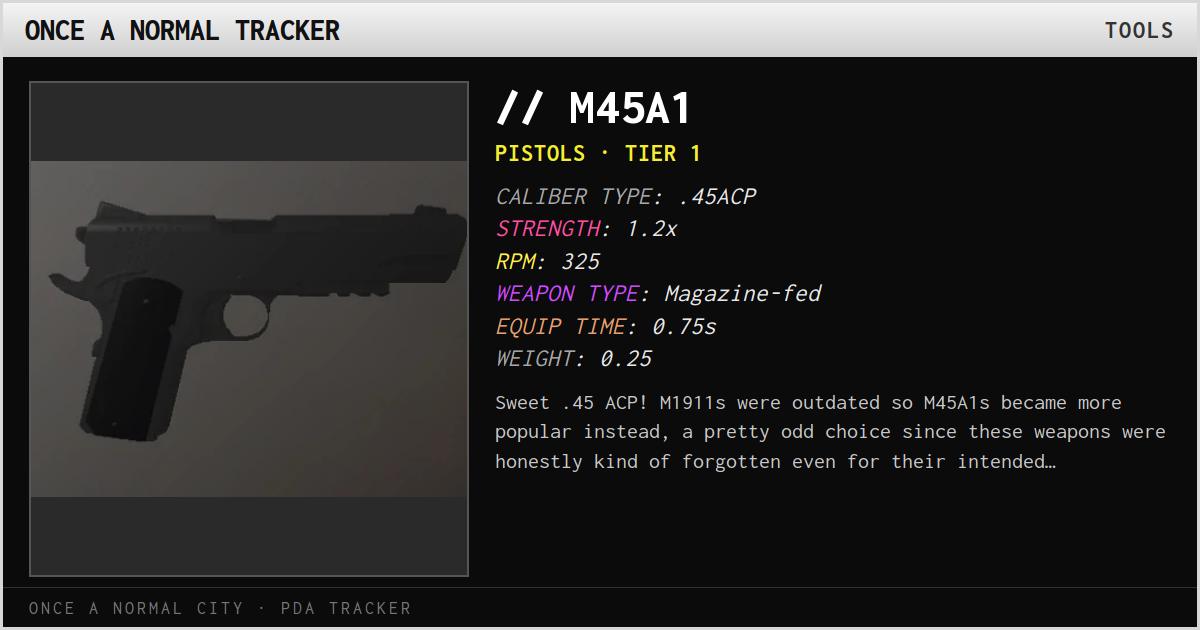 ONCE A NORMAL TRACKER
TOOLS
// M45A1
PISTOLS · TIER 1
CALIBER TYPE: .45ACP
STRENGTH: 1.2x
RPM: 325
WEAPON TYPE: Magazine-fed
EQUIP TIME: 0.75s
WEIGHT: 0.25
Sweet .45 ACP! M1911s were outdated so M45A1s became more
popular instead, a pretty odd choice since these weapons were
honestly kind of forgotten even for their intended…
ONCE A NORMAL CITY · PDA TRACKER